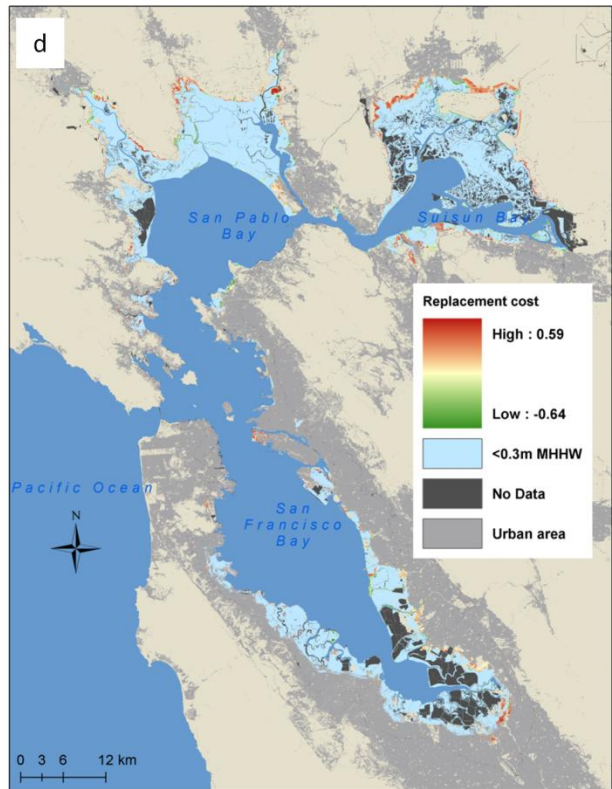 d
San Pablo
Bay
Suisun Bay
Replacement cost
High : 0.59
Low : -0.64
<0.3m MHHW
No Data
Urban area
Pacific Ocean
San
Francisco
Bay
N
0 3 6 12 km